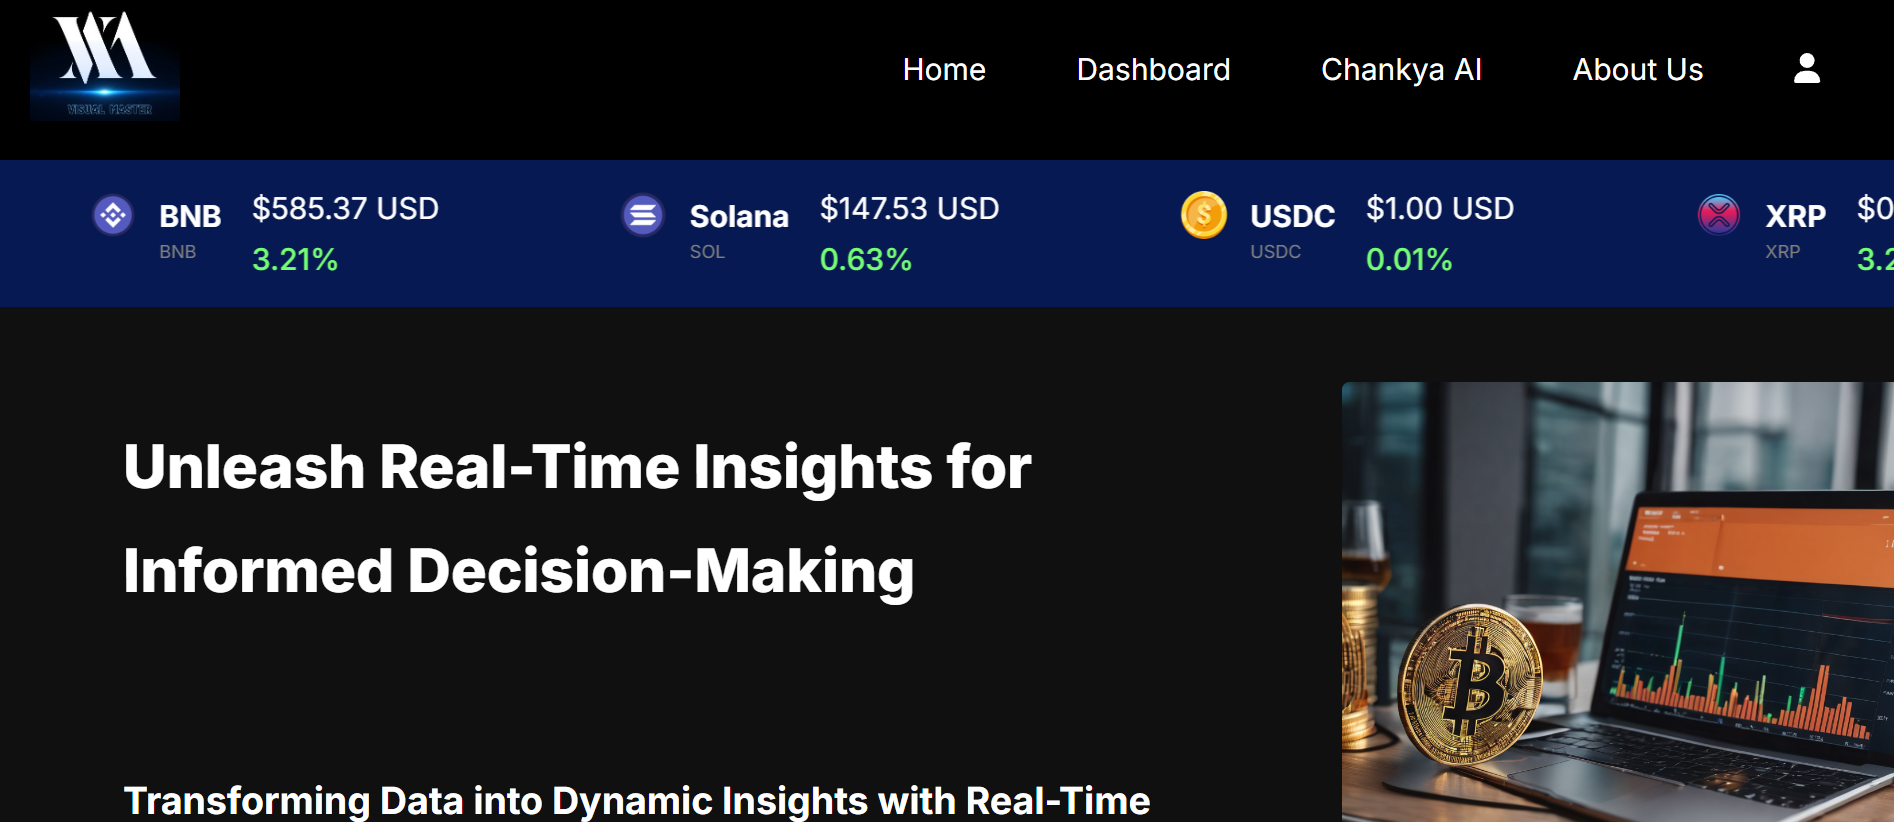 VISUAL MASTER
Home Dashboard Chankya AI About Us
BNB $585.37 USD Solana $147.53 USD USDC $1.00 USD XRP $0
BNB 3.21% SOL 0.63% USDC 0.01% XRP 3.2
Unleash Real-Time Insights for
Informed Decision-Making
Transforming Data into Dynamic Insights with Real-Time